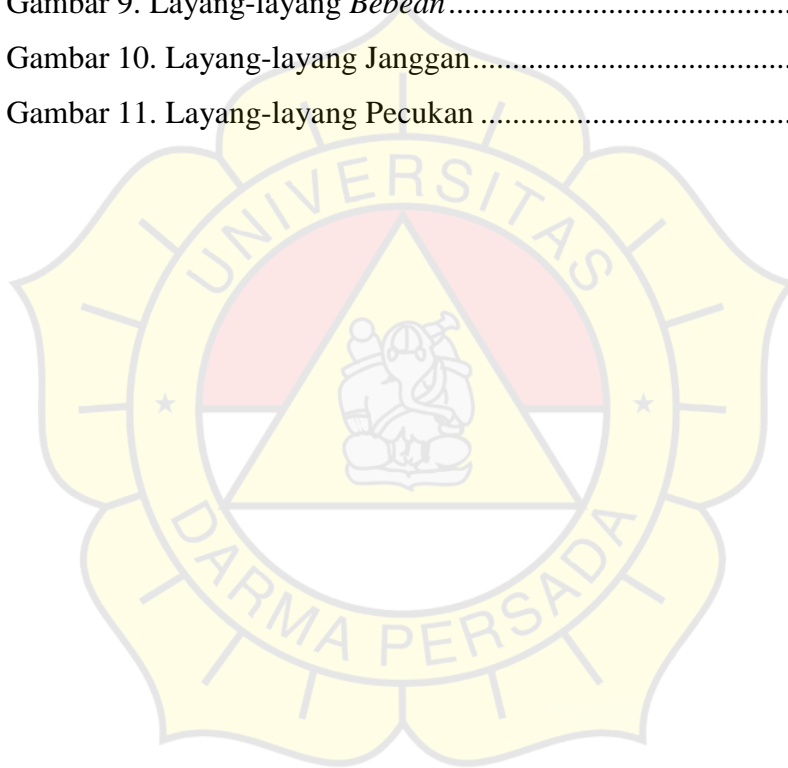 Gambar 9. Layang-layang Bebean....................................
Gambar 10. Layang-layang Janggan....................................
Gambar 11. Layang-layang Pecukan ....................................
UNIVERSITAS
DARMA PERSADA